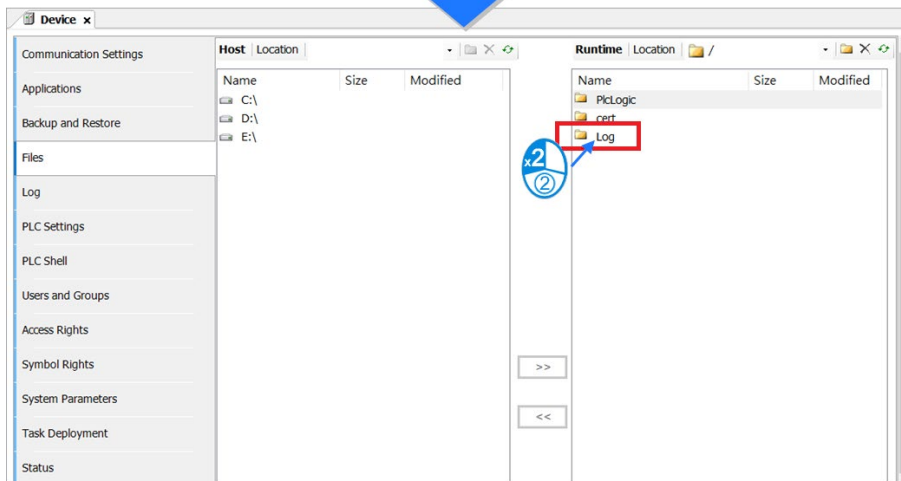 Device x
Communication Settings
Applications
Backup and Restore
Files
Log
PLC Settings
PLC Shell
Users and Groups
Access Rights
Symbol Rights
System Parameters
Task Deployment
Status
Host Location
Name Size Modified
C:\
D:\
E:\
>>
<<
Runtime Location /
Name Size Modified
PlcLogic
cert
Log
x2
②